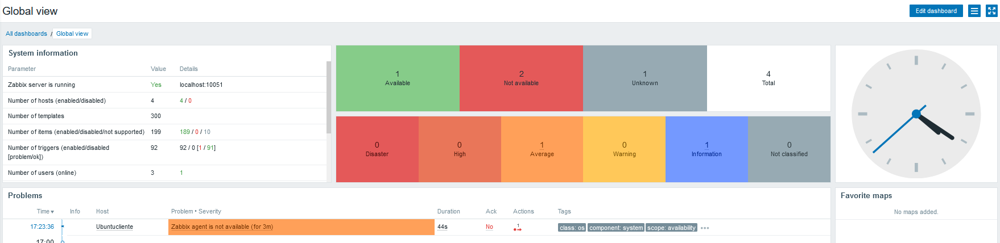 Global view
Edit dashboard
All dashboards / Global view
System information
Parameter Value Details
Zabbix server is running Yes localhost:10051
Number of hosts (enabled/disabled) 4 4 / 0
Number of templates 300
Number of items (enabled/disabled/not supported) 199 189 / 0 / 10
Number of triggers (enabled/disabled [problem/ok]) 92 92 / 0 [1 / 91]
Number of users (online) 3 1
1 2 1 4
Available Not available Unknown Total
0 0 1 0 1 0
Disaster High Average Warning Information Not classified
Problems
Time Info Host Problem • Severity Duration Ack Actions Tags
17:23:36 Ubuntucliente Zabbix agent is not available (for 3m) 44s No 1 class: os component: system scope: availability •••
17:00
Favorite maps
No maps added.